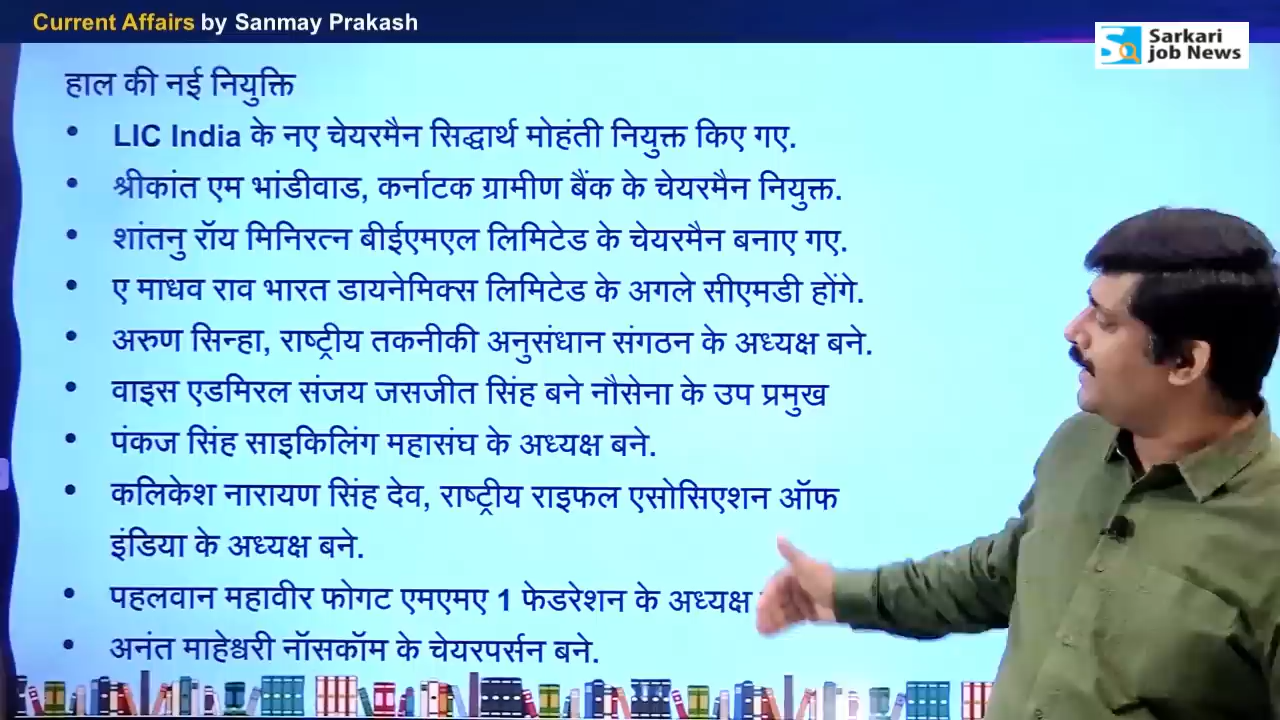 Current Affairs by Sanmay Prakash
Sarkari
Job News
हाल की नई नियुक्ति
• LIC India के नए चेयरमैन सिद्धार्थ मोहंती नियुक्त किए गए.
• श्रीकांत एम भांडीवाड, कर्नाटक ग्रामीण बैंक के चेयरमैन नियुक्त.
• शांतनु रॉय मिनिरत्न बीईएमएल लिमिटेड के चेयरमैन बनाए गए.
• ए माधव राव भारत डायनेमिक्स लिमिटेड के अगले सीएमडी होंगे.
• अरुण सिन्हा, राष्ट्रीय तकनीकी अनुसंधान संगठन के अध्यक्ष बने.
• वाइस एडमिरल संजय जसजीत सिंह बने नौसेना के उप प्रमुख
• पंकज सिंह साइकिलिंग महासंघ के अध्यक्ष बने.
• कलिकेश नारायण सिंह देव, राष्ट्रीय राइफल एसोसिएशन ऑफ
इंडिया के अध्यक्ष बने.
• पहलवान महावीर फोगट एमएमए 1 फेडरेशन के अध्यक्ष
• अनंत माहेश्वरी नॉसकॉम के चेयरपर्सन बने.